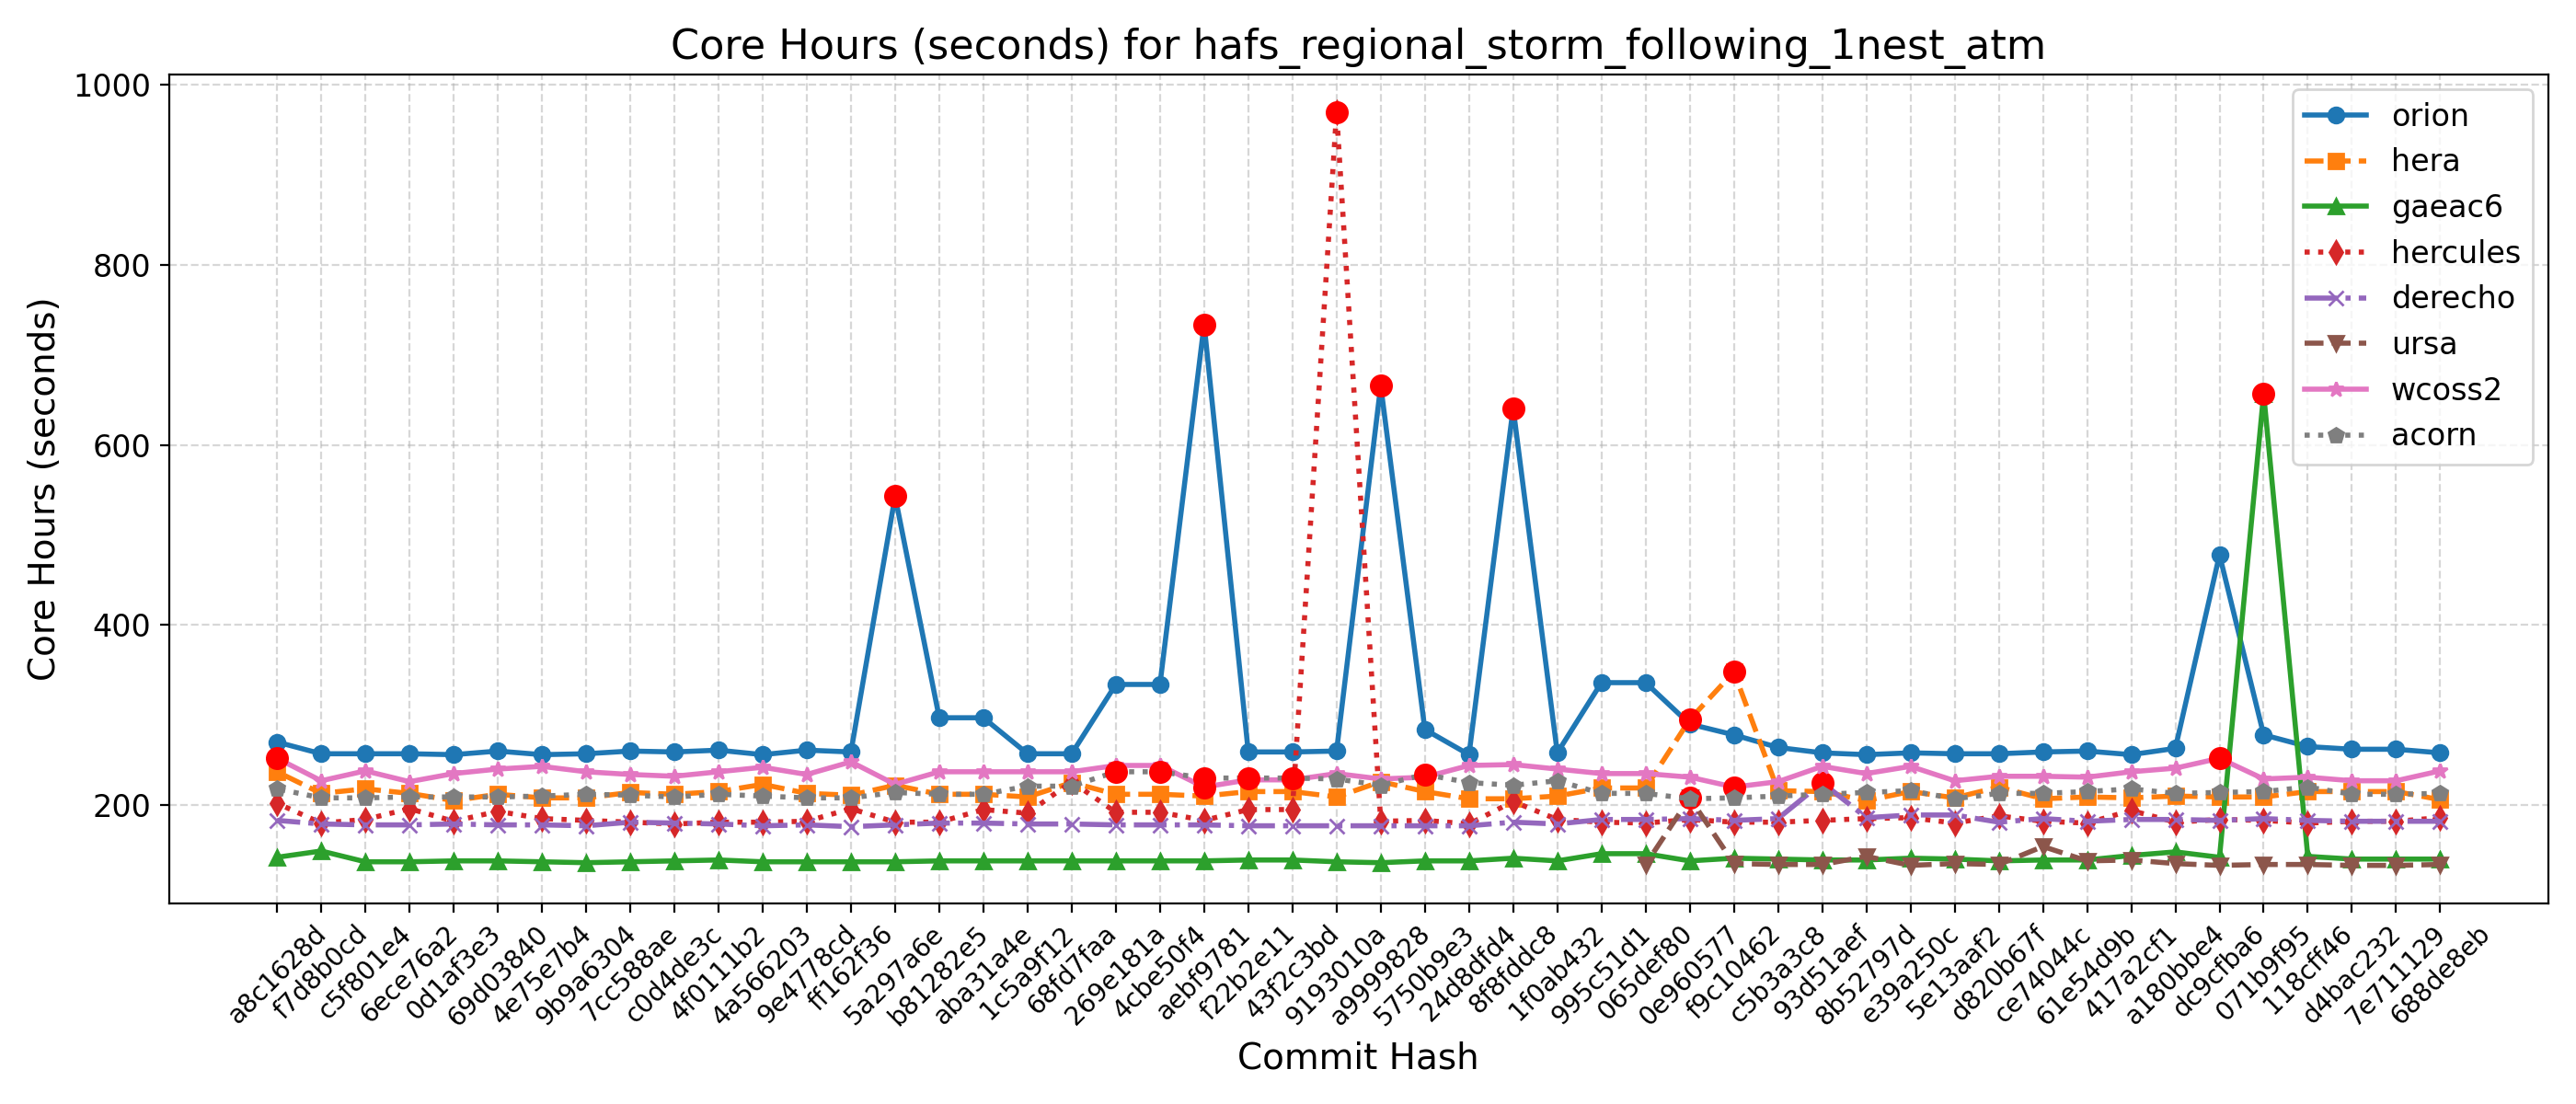 Core Hours (seconds) for hafs_regional_storm_following_1nest_atm
Core Hours (seconds)
1000
800
600
400
200
orion
hera
gaeac6
hercules
derecho
ursa
wcoss2
acorn
a8c1628d
f7d8b0cd
c5f801e4
6ece76a2
0d1af3e3
69d03840
4e75e7b4
9b9a6304
7cc588ae
c0d4de3c
4f0111b2
4a566203
9e4778cd
ff162f36
5a297a6e
b81282e5
aba31a4e
1c5a9f12
68fd7faa
269e181a
4cbe50f4
aebf9781
f22b2e11
43f2c3bd
9193010a
a9999828
5750b9e3
24d8dfd4
8f8fddc8
1f0ab432
995c51d1
065def80
0e960577
f9c10462
c5b3a3c8
93d51aef
8b52797d
e39a250c
5e13aaf2
d820b67f
ce74044c
61e54d9b
417a2cf1
a180bbe4
dc9cfba6
071b9f95
118cff46
d4bac232
7e711129
688de8eb
Commit Hash